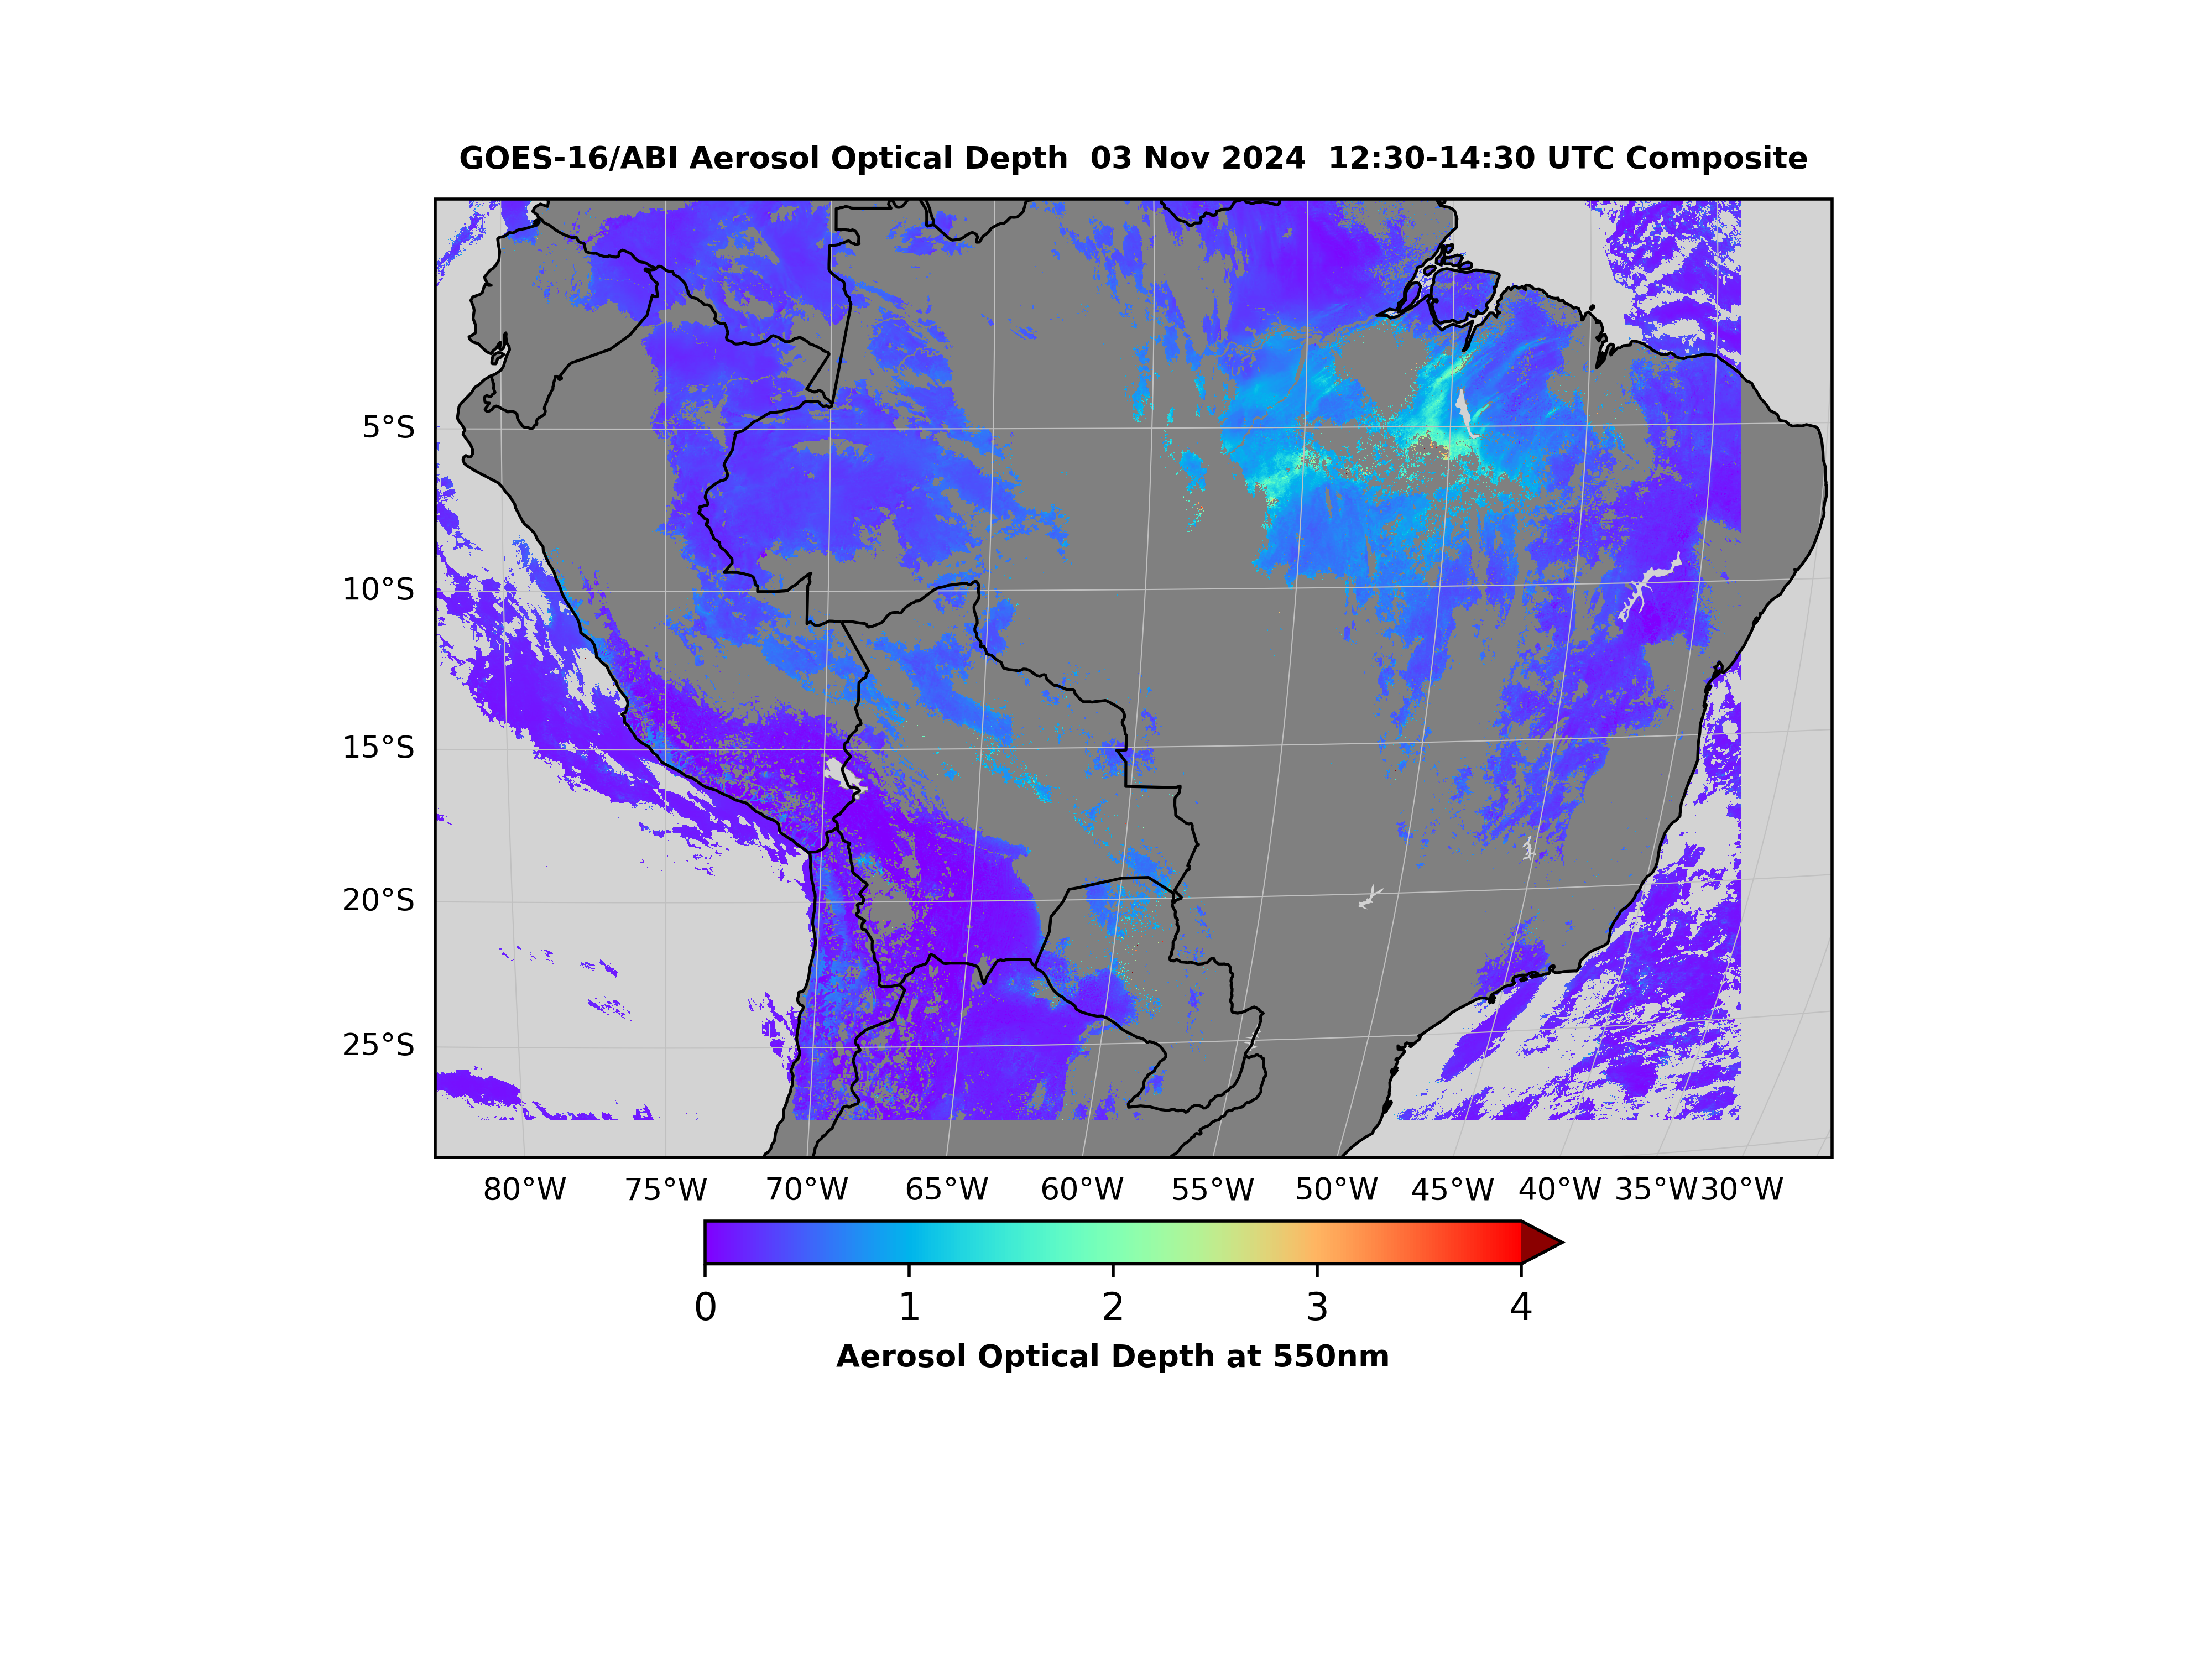 GOES-16/ABI Aerosol Optical Depth  03 Nov 2024  12:30-14:30 UTC Composite
5°S
10°S
15°S
20°S
25°S
80°W 75°W 70°W 65°W 60°W 55°W 50°W 45°W 40°W 35°W 30°W
0 1 2 3 4
Aerosol Optical Depth at 550nm